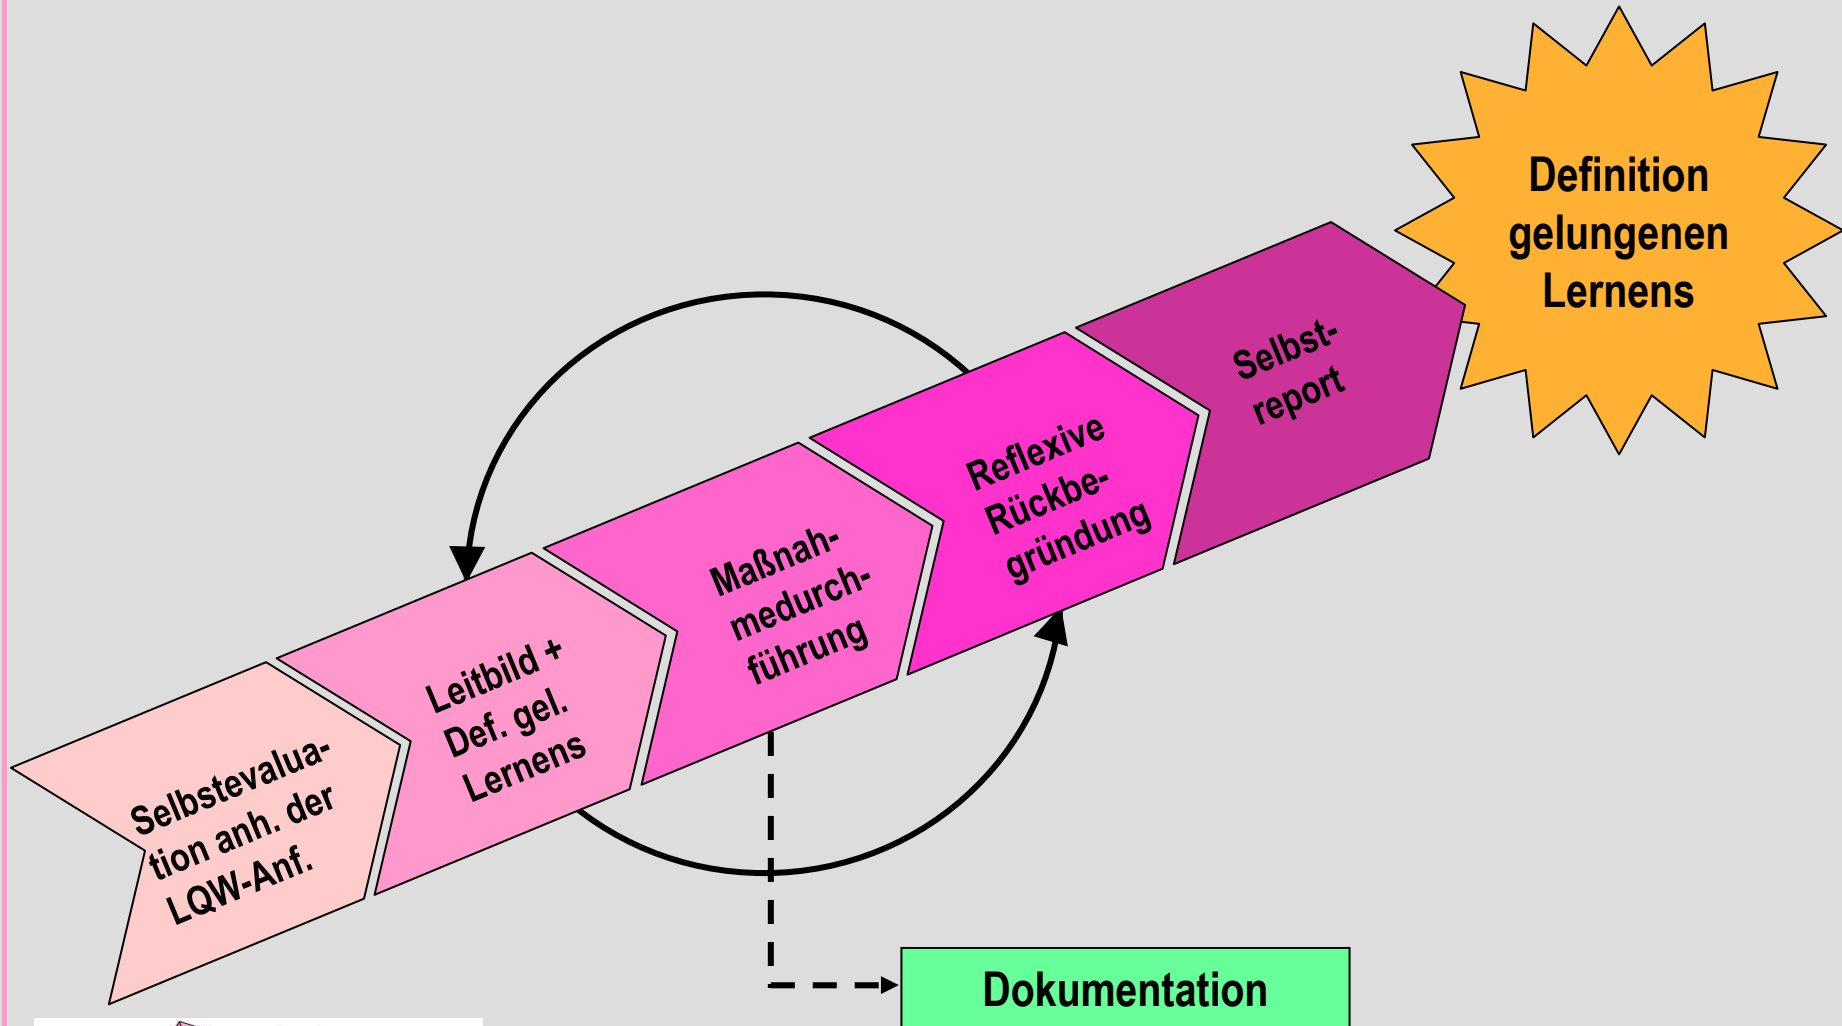 Selbstevalua-
tion anh. der
LQW-Anf.
Leitbild +
Def. gel.
Lernens
Maßnah-
medurch-
führung
Reflexive
Rückbe-
gründung
Selbst-
report
Definition
gelungenen
Lernens
Dokumentation